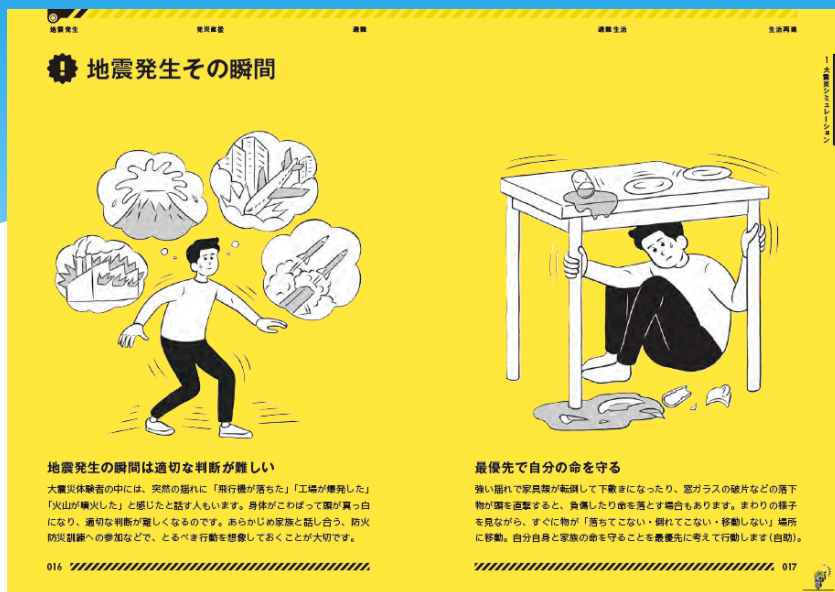 地震発生
発災直後
避難
避難生活
生活再建
地震発生その瞬間
1 大震災シミュレーション
地震発生の瞬間は適切な判断が難しい
大震災体験者の中には、突然の揺れに「飛行機が落ちた」「工場が爆発した」
「火山が噴火した」と感じたと話す人もいます。身体がこわばって頭が真っ白
になり、適切な判断が難しくなるのです。あらかじめ家族と話し合う、防火
防災訓練への参加などで、とるべき行動を想像しておくことが大切です。
016
最優先で自分の命を守る
強い揺れで家具類が転倒して下敷きになったり、窓ガラスの破片などの落下
物が頭を直撃すると、負傷したり命を落とす場合もあります。まわりの様子
を見ながら、すぐに物が「落ちてこない・倒れてこない・移動しない」場所
に移動。自分自身と家族の命を守ることを最優先に考えて行動します（自助）。
017